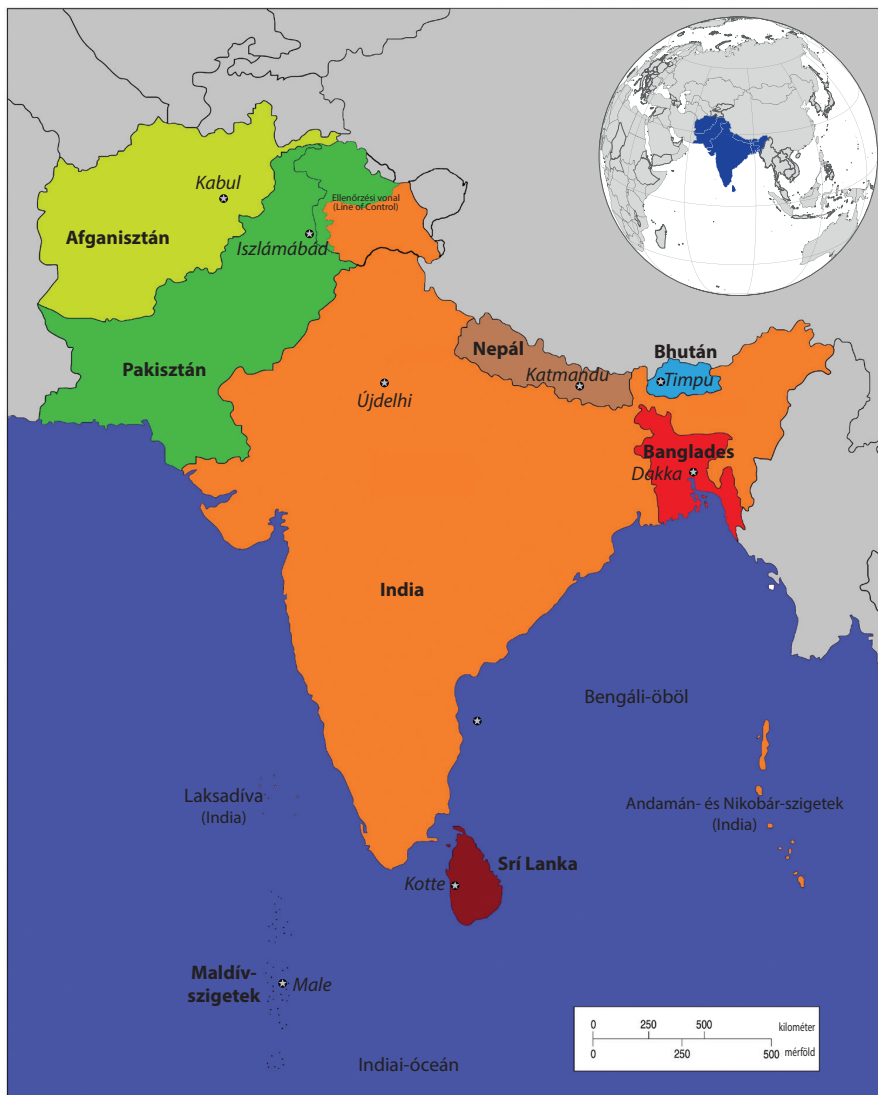 Kabul
Afganisztán
Ellenőrzési vonal
(Line of Control)
Iszlámábád
Pakisztán
Nepál
Katmandu
Bhután
Timpu
Újdelhi
Banglades
Dakka
India
Bengáli-öböl
Laksadíva
(India)
Andamán- és Nikobár-szigetek
(India)
Srí Lanka
Kotte
Maldív-
szigetek
Male
Indiai-óceán
0 250 500 kilométer
0 250 500 mérföld